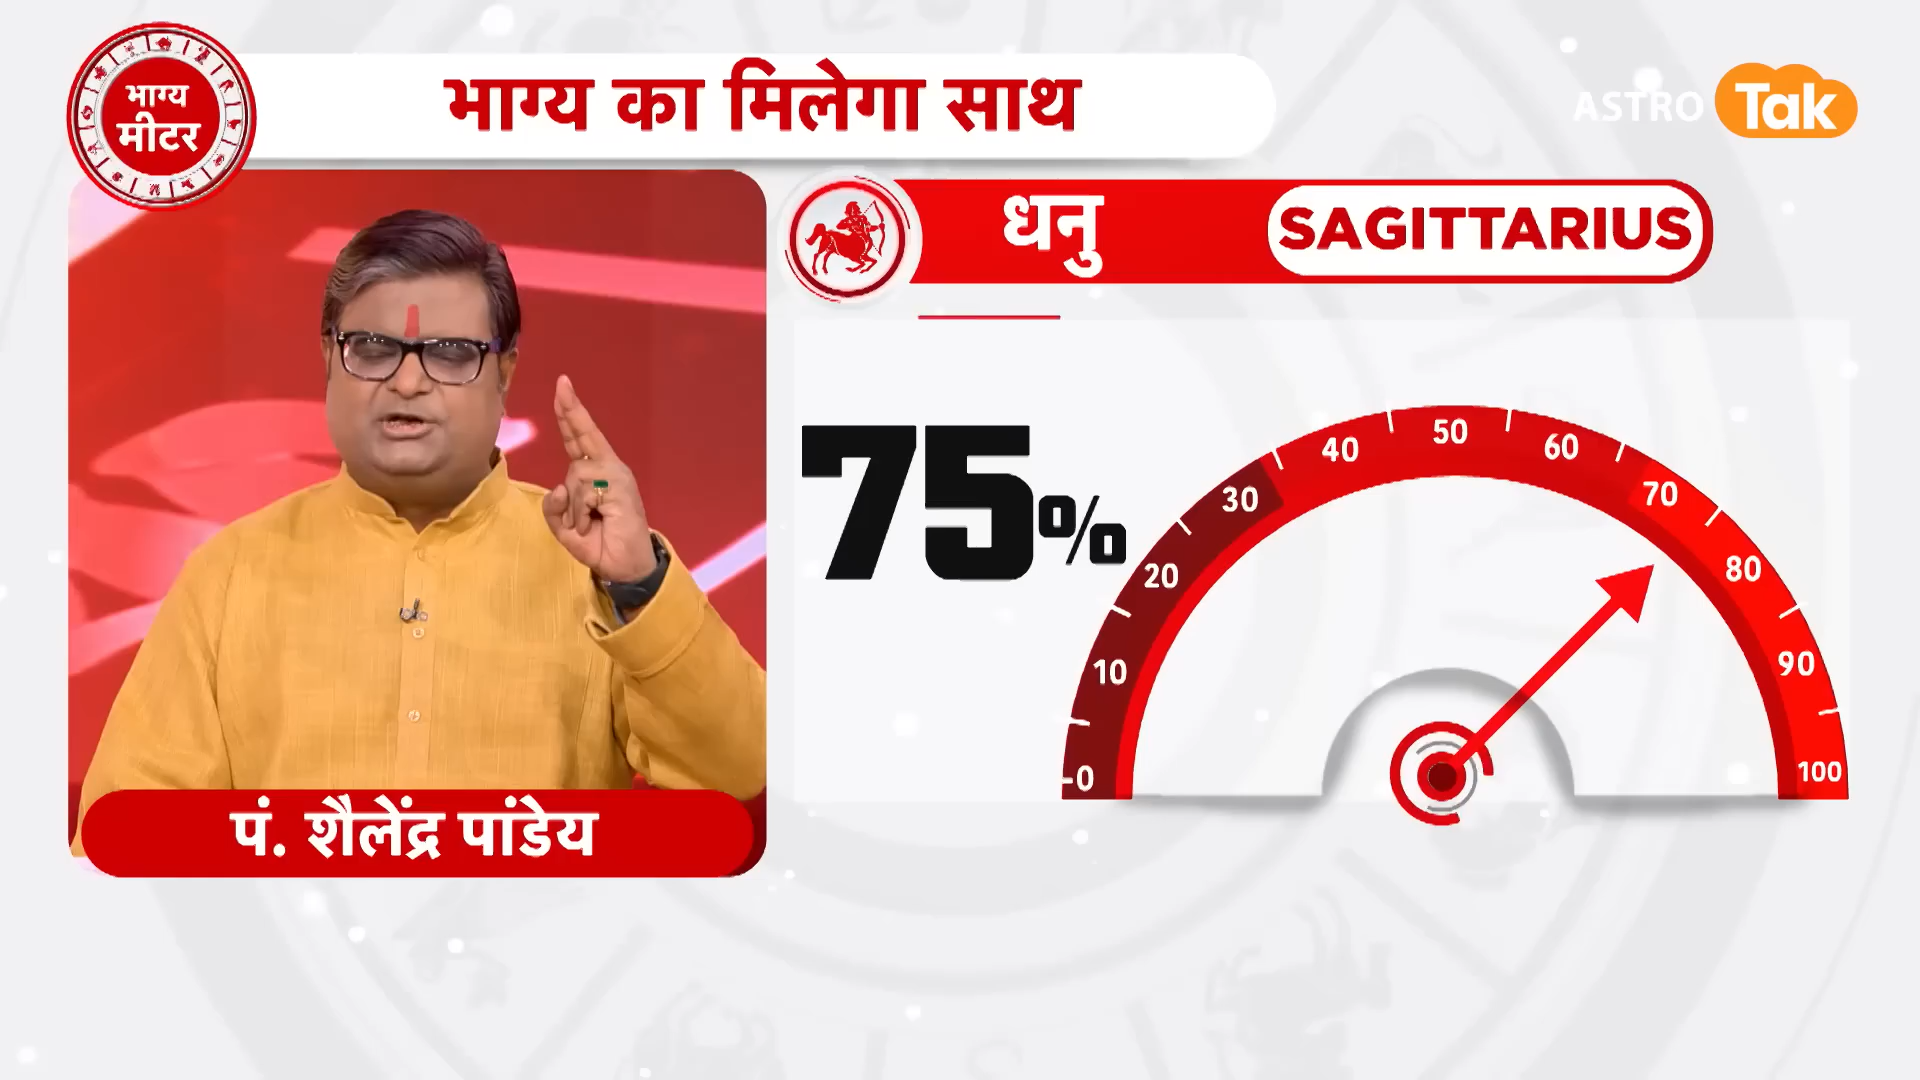 भाग्य
मीटर
भाग्य का मिलेगा साथ
ASTRO Tak
धनु
SAGITTARIUS
75%
0
10
20
30
40
50
60
70
80
90
100
पं. शैलेंद्र पांडेय